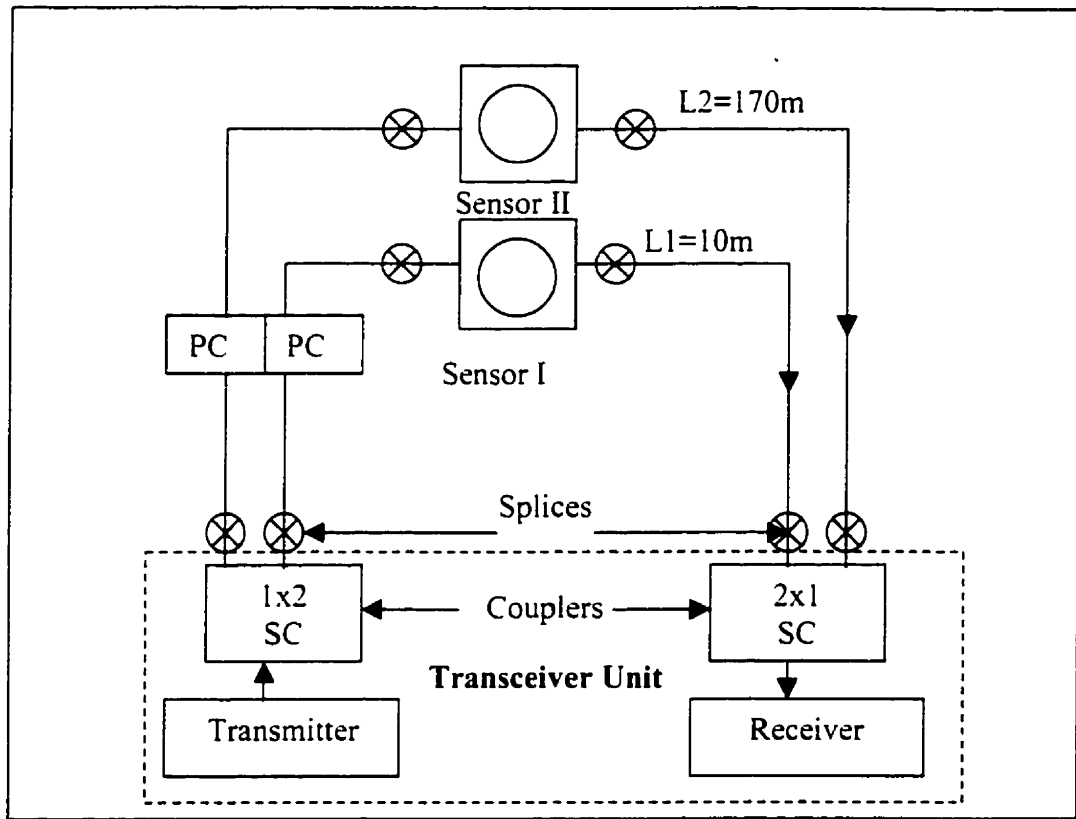 L2=170m
Sensor II
L1=10m
PC
PC
Sensor I
Splices
1x2
SC
Couplers
2x1
SC
Transceiver Unit
Transmitter
Receiver